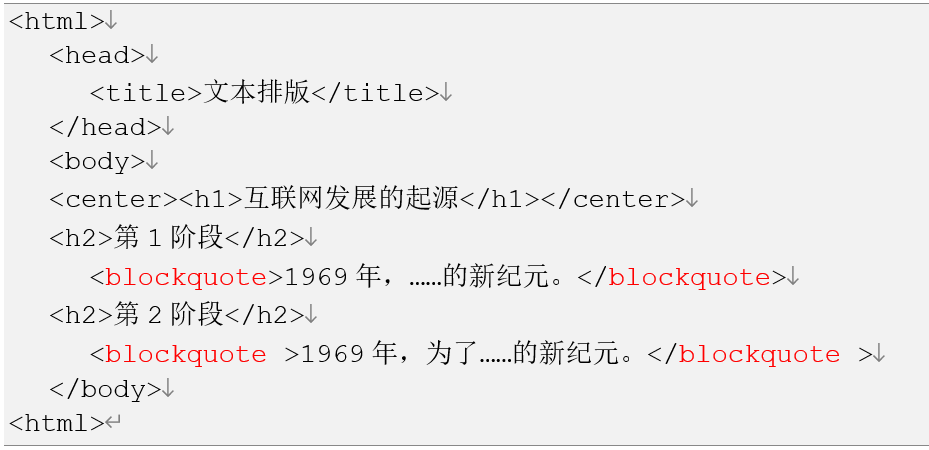 <html>↓
<head>↓
<title>文本排版</title>↓
</head>↓
<body>↓
<center><h1>互联网发展的起源</h1></center>↓
<h2>第 1 阶段</h2>↓
<blockquote>1969 年，……的新纪元。</blockquote>↓
<h2>第 2 阶段</h2>↓
<blockquote >1969 年，为了……的新纪元。</blockquote >↓
</body>↓
<html>↵